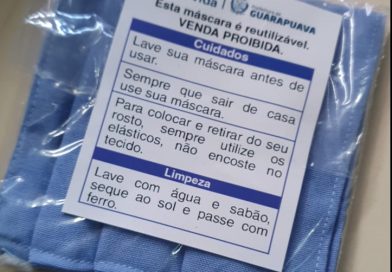 GUARAPUAVA
Esta máscara é reutilizável.
VENDA PROIBIDA.
Cuidados
Lave sua máscara antes de
usar.
Sempre que sair de casa
use sua máscara.
Para colocar e retirar do seu
rosto, sempre utilize os
elásticos, não encoste no
tecido.
Limpeza
Lave com água e sabão,
seque ao sol e passe com
ferro.